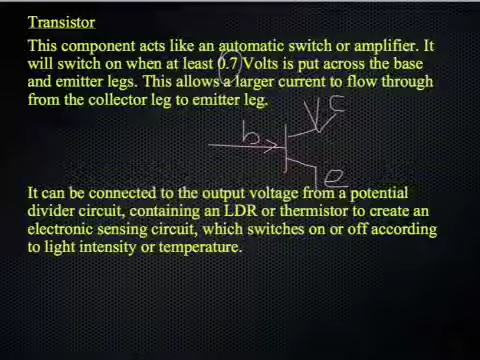 Transistor
This component acts like an automatic switch or amplifier. It
will switch on when at least 0.7 Volts is put across the base
and emitter legs. This allows a larger current to flow through
from the collector leg to emitter leg.
c
b
e
It can be connected to the output voltage from a potential
divider circuit, containing an LDR or thermistor to create an
electronic sensing circuit, which switches on or off according
to light intensity or temperature.